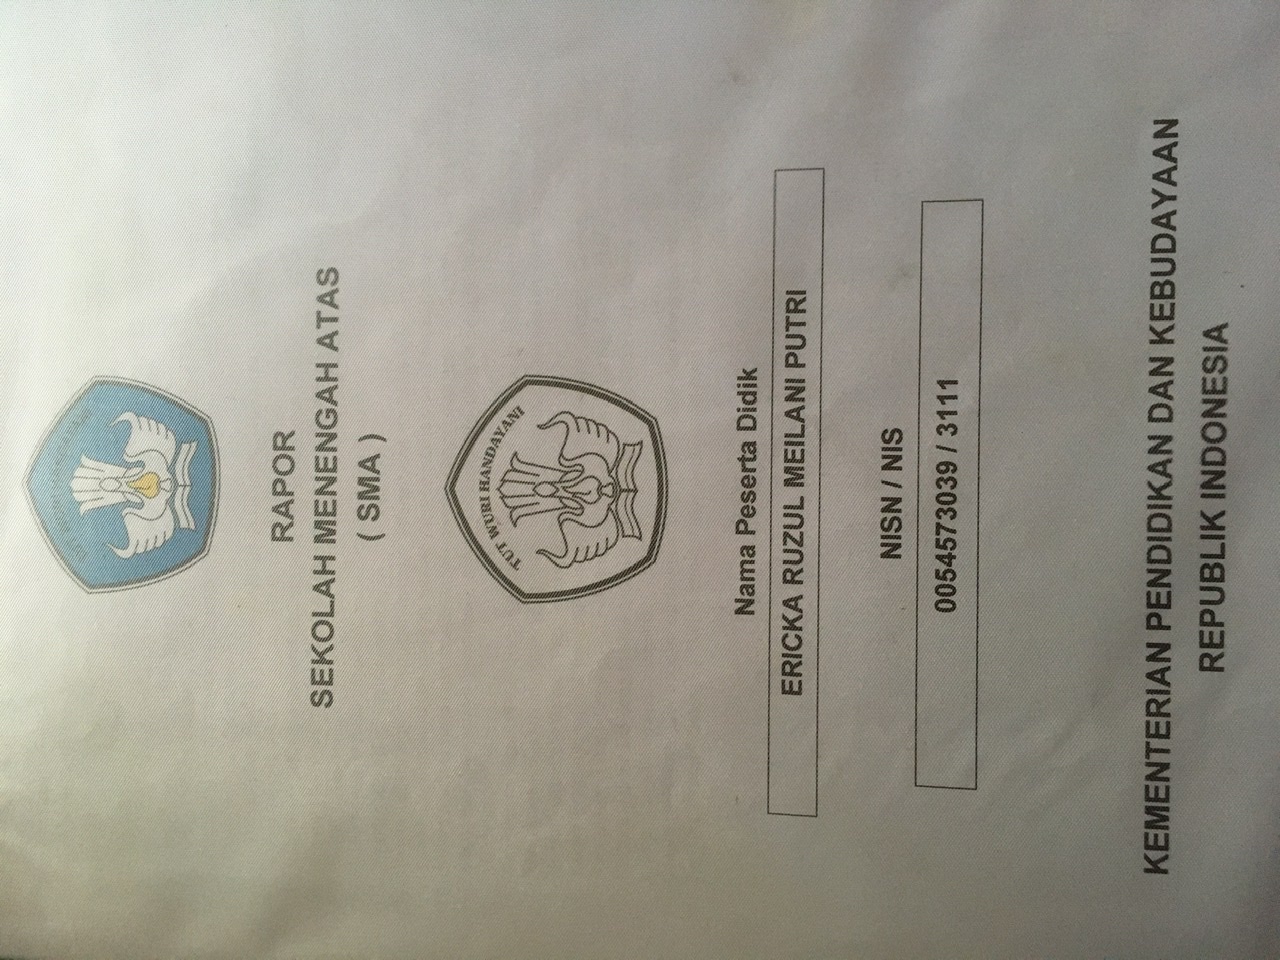 RAPOR
SEKOLAH MENENGAH ATAS
( SMA )
TUT WURI HANDAYANI
Nama Peserta Didik
ERICKA RUZUL MEILANI PUTRI
NISN / NIS
0054573039 / 3111
KEMENTERIAN PENDIDIKAN DAN KEBUDAYAAN
REPUBLIK INDONESIA